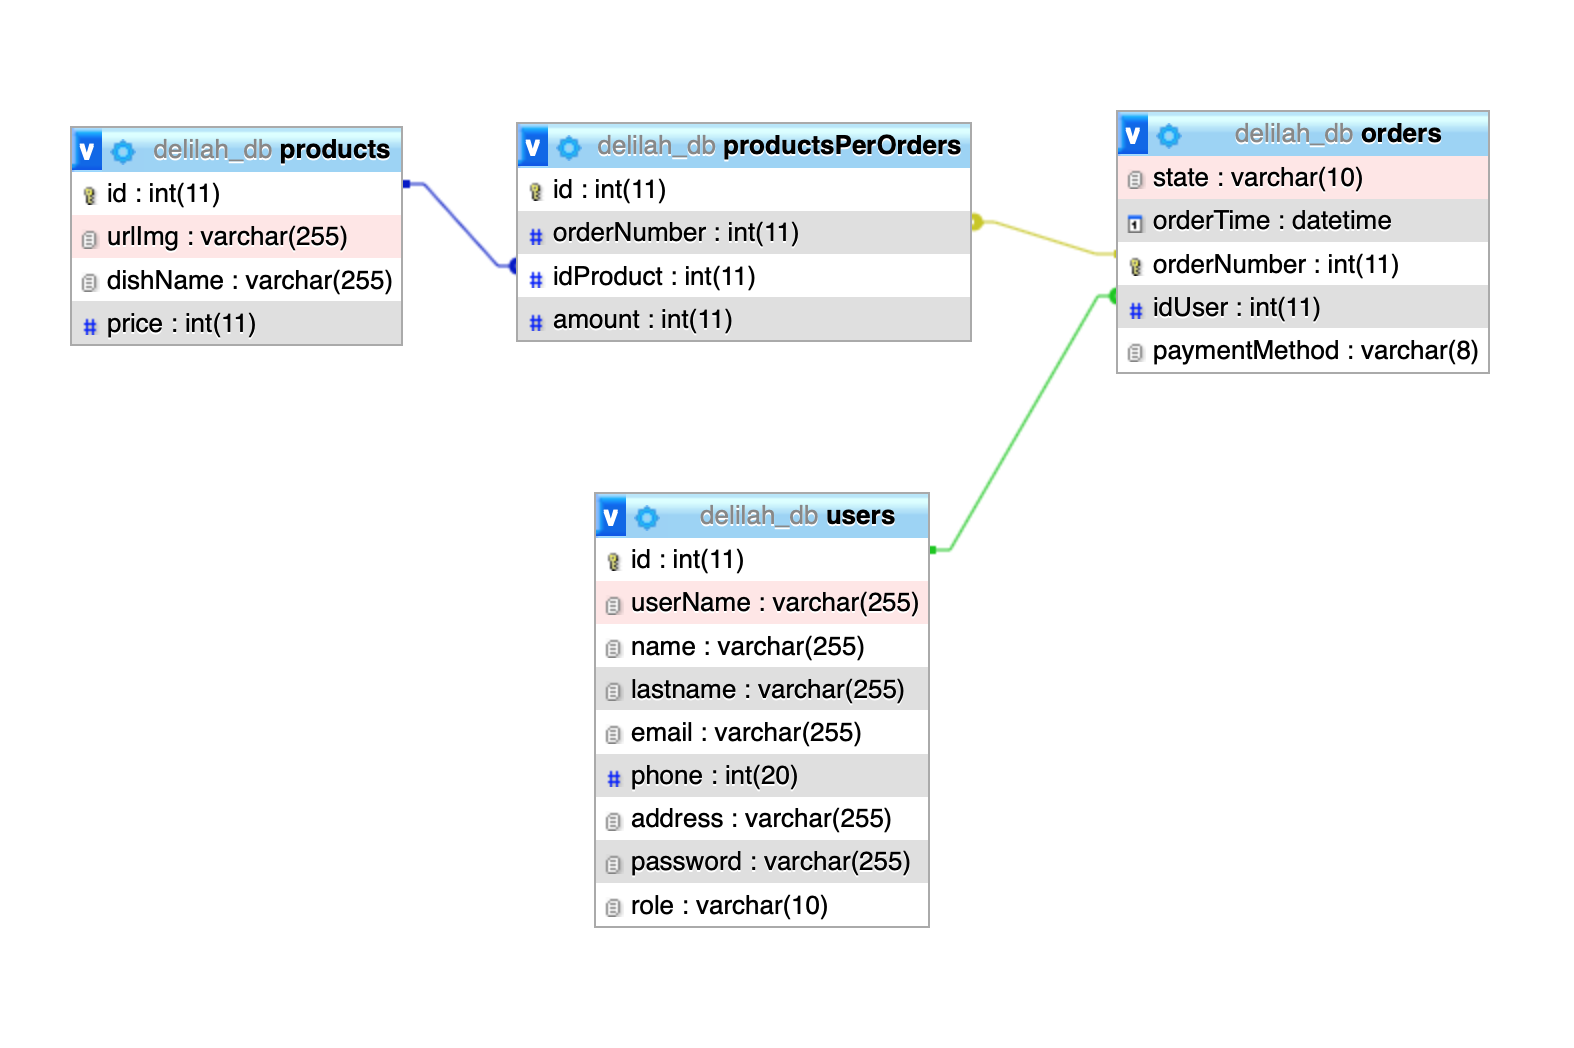 v delilah_db products
id : int(11)
urlImg : varchar(255)
dishName : varchar(255)
price : int(11)
v delilah_db productsPerOrders
id : int(11)
orderNumber : int(11)
idProduct : int(11)
amount : int(11)
v delilah_db orders
state : varchar(10)
orderTime : datetime
orderNumber : int(11)
idUser : int(11)
paymentMethod : varchar(8)
v delilah_db users
id : int(11)
userName : varchar(255)
name : varchar(255)
lastname : varchar(255)
email : varchar(255)
phone : int(20)
address : varchar(255)
password : varchar(255)
role : varchar(10)